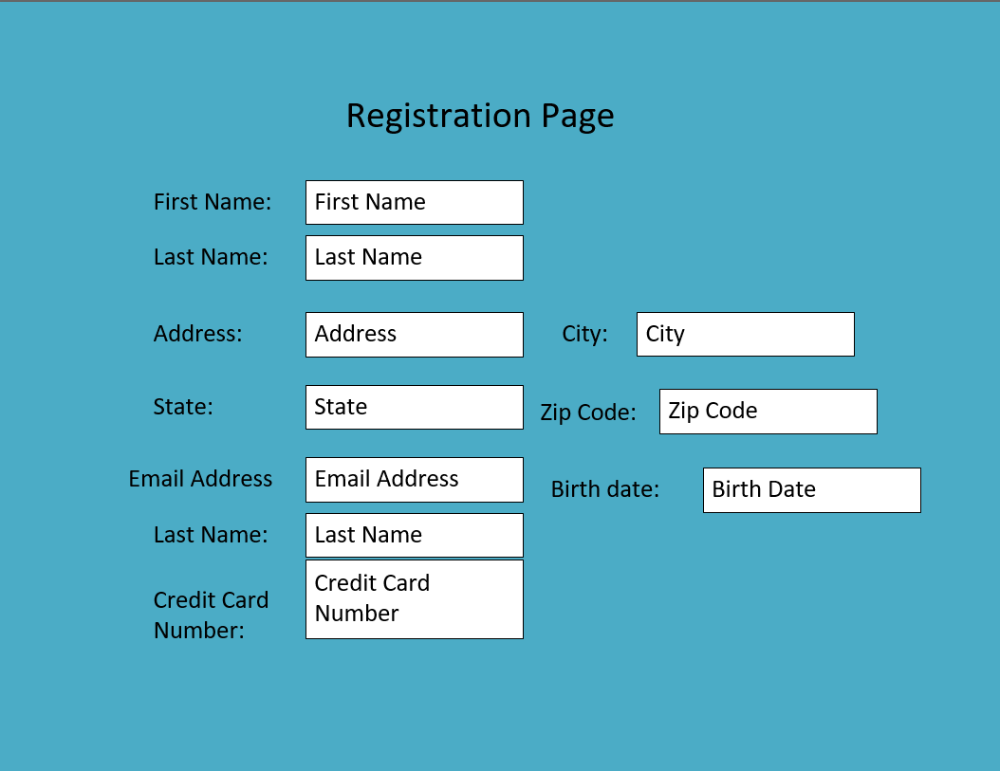 Registration Page
First Name: First Name
Last Name: Last Name
Address: Address City: City
State: State Zip Code: Zip Code
Email Address Email Address Birth date: Birth Date
Last Name: Last Name
Credit Card
Number:
Credit Card
Number